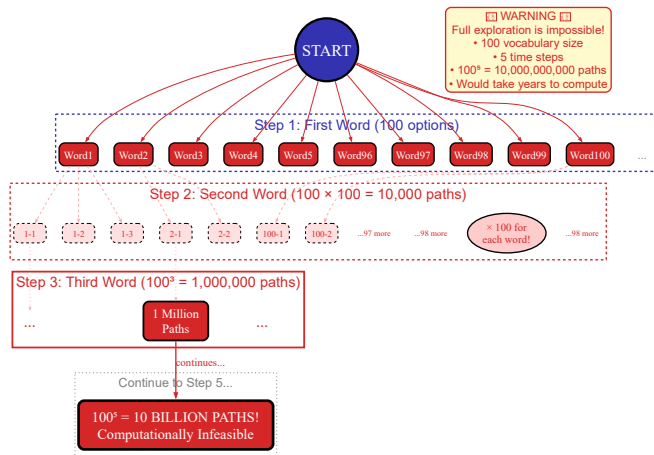 WARNING
Full exploration is impossible!
• 100 vocabulary size
• 5 time steps
• 100⁵ = 10,000,000,000 paths
• Would take years to compute
START
Step 1: First Word (100 options)
Word1
Word2
Word3
Word4
Word5
Word96
Word97
Word98
Word99
Word100
...
Step 2: Second Word (100 × 100 = 10,000 paths)
1-1
1-2
1-3
2-1
2-2
100-1
100-2
...97 more
...98 more
× 100 for
each word!
...98 more
Step 3: Third Word (100³ = 1,000,000 paths)
...
1 Million
Paths
...
continues...
Continue to Step 5...
100⁵ = 10 BILLION PATHS!
Computationally Infeasible